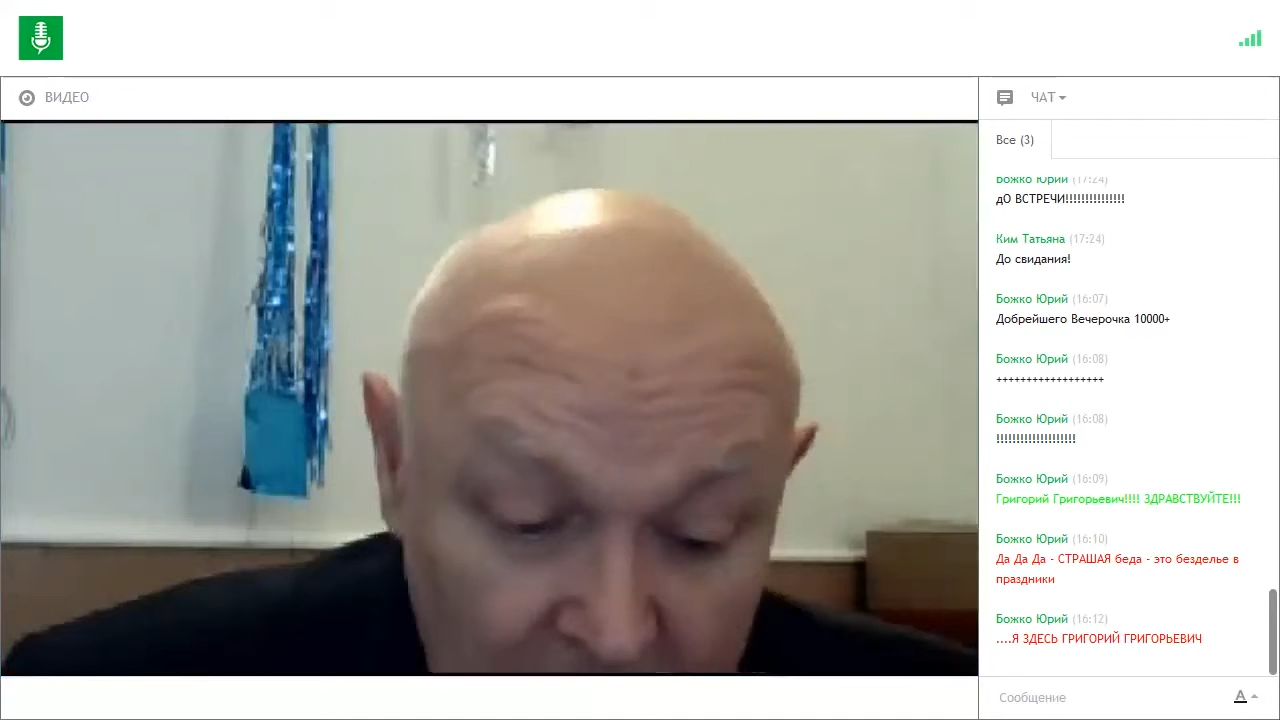 ВИДЕО
ЧАТ
Все (3)
Божко Юрий (17:24)
дО ВСТРЕЧИ!!!!!!!!!!!!!!!
Ким Татьяна (17:24)
До свидания!
Божко Юрий (16:07)
Добрейшего Вечерочка 10000+
Божко Юрий (16:08)
++++++++++++++++++
Божко Юрий (16:08)
!!!!!!!!!!!!!!!!!!!!
Божко Юрий (16:09)
Григорий Григорьевич!!!! ЗДРАВСТВУЙТЕ!!!
Божко Юрий (16:10)
Да Да Да - СТРАШАЯ беда - это безделье в
праздники
Божко Юрий (16:12)
....Я ЗДЕСЬ ГРИГОРИЙ ГРИГОРЬЕВИЧ
Сообщение
A